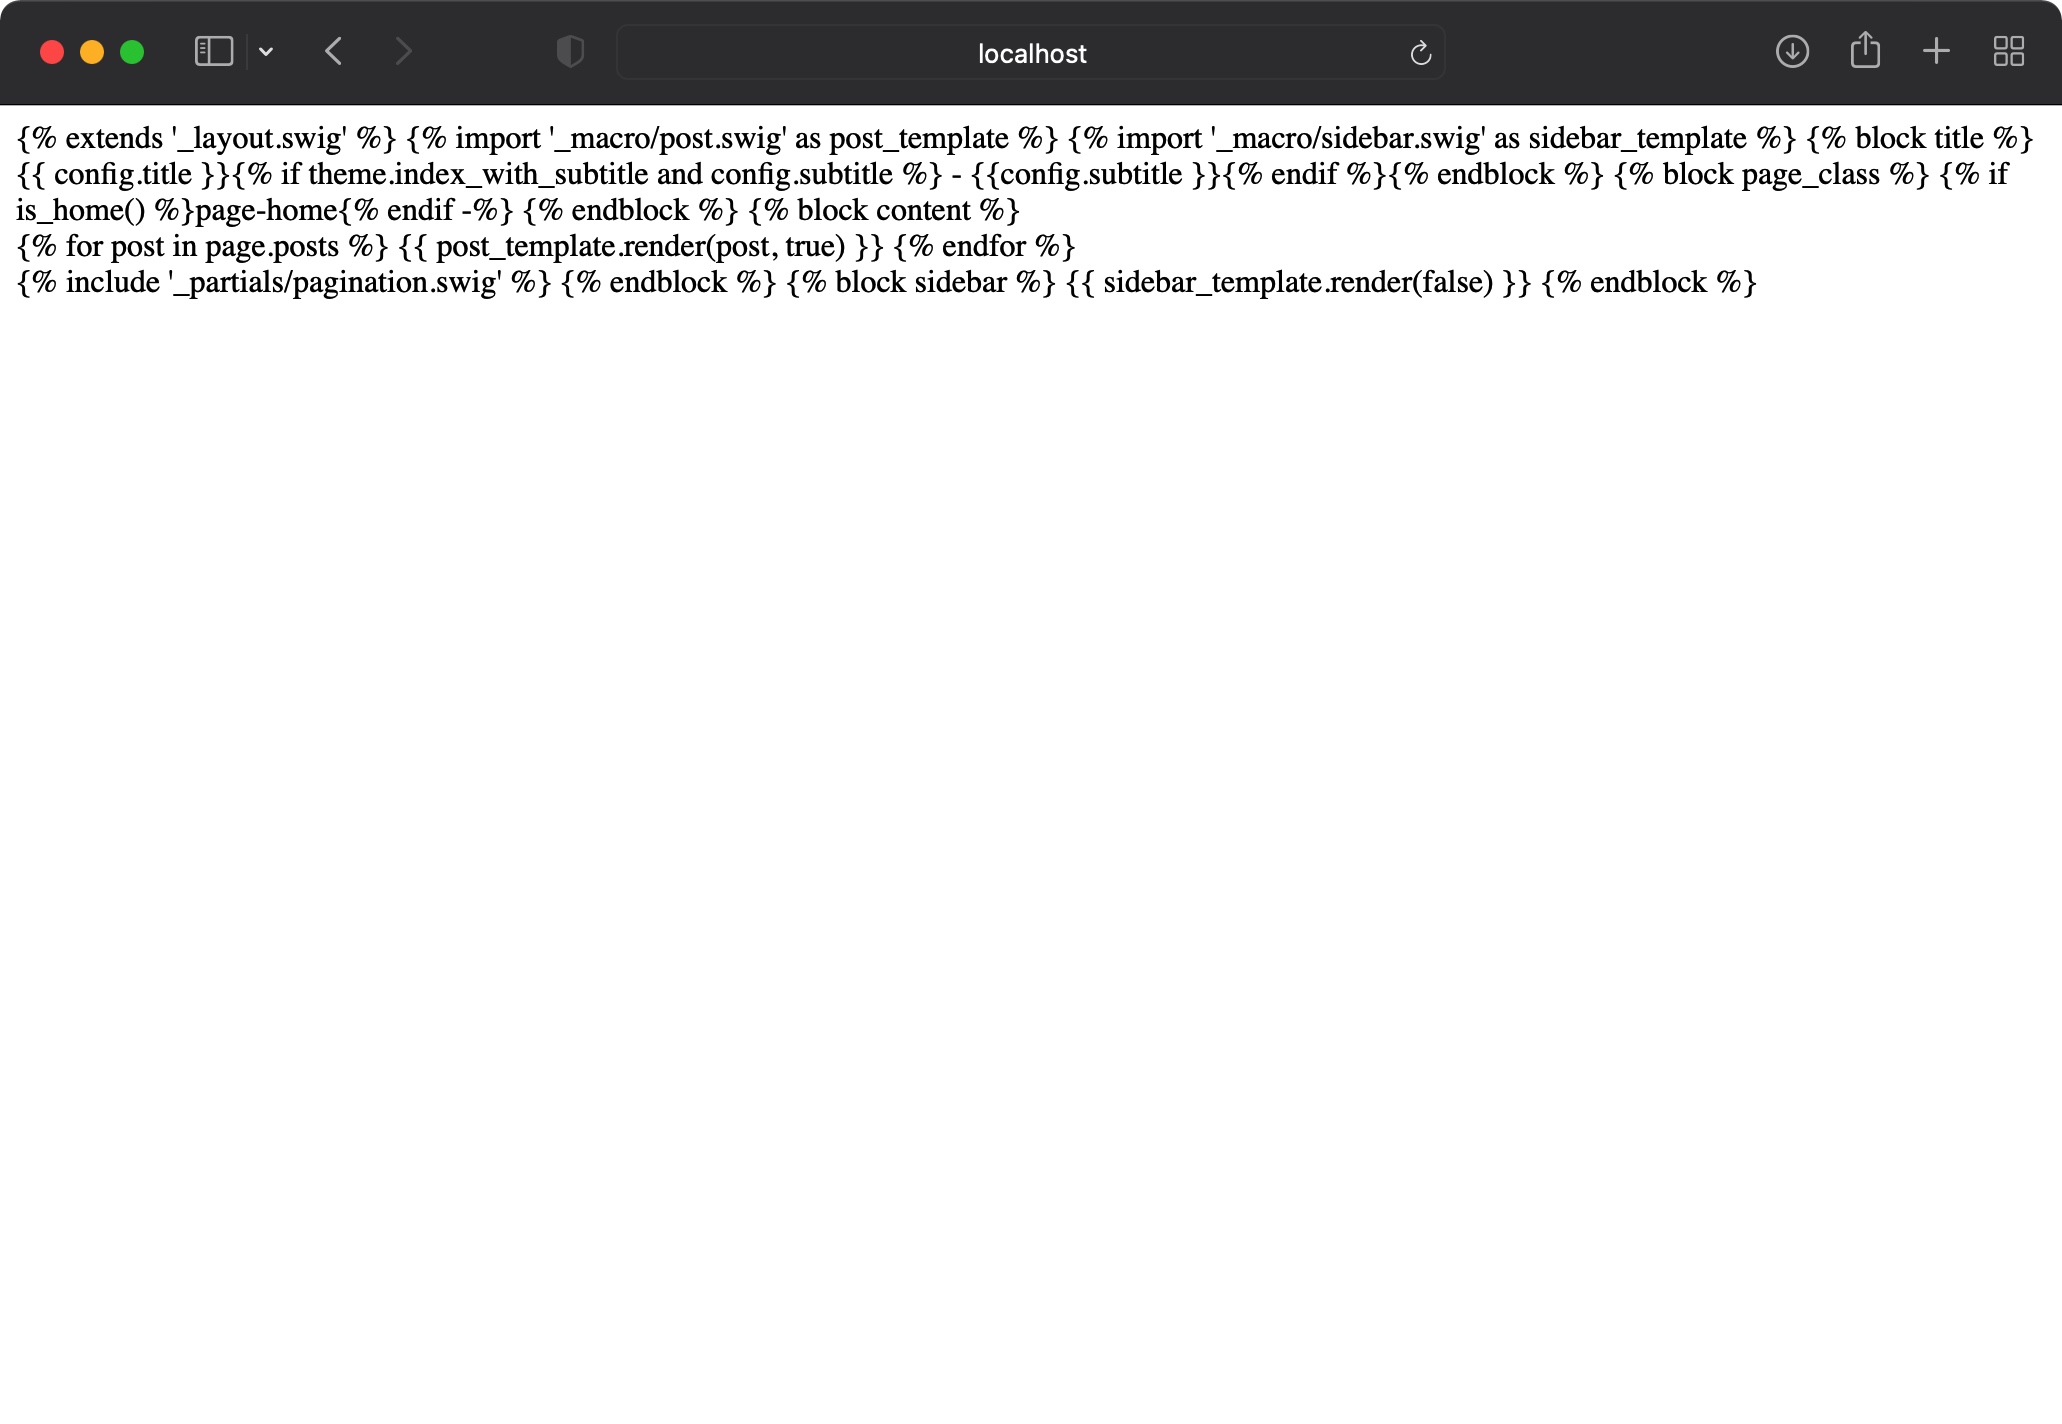 localhost
{% extends '_layout.swig' %} {% import '_macro/post.swig' as post_template %} {% import '_macro/sidebar.swig' as sidebar_template %} {% block title %}
{{ config.title }}{% if theme.index_with_subtitle and config.subtitle %} - {{config.subtitle }}{% endif %}{% endblock %} {% block page_class %} {% if
is_home() %}page-home{% endif -%} {% endblock %} {% block content %}
{% for post in page.posts %} {{ post_template.render(post, true) }} {% endfor %}
{% include '_partials/pagination.swig' %} {% endblock %} {% block sidebar %} {{ sidebar_template.render(false) }} {% endblock %}